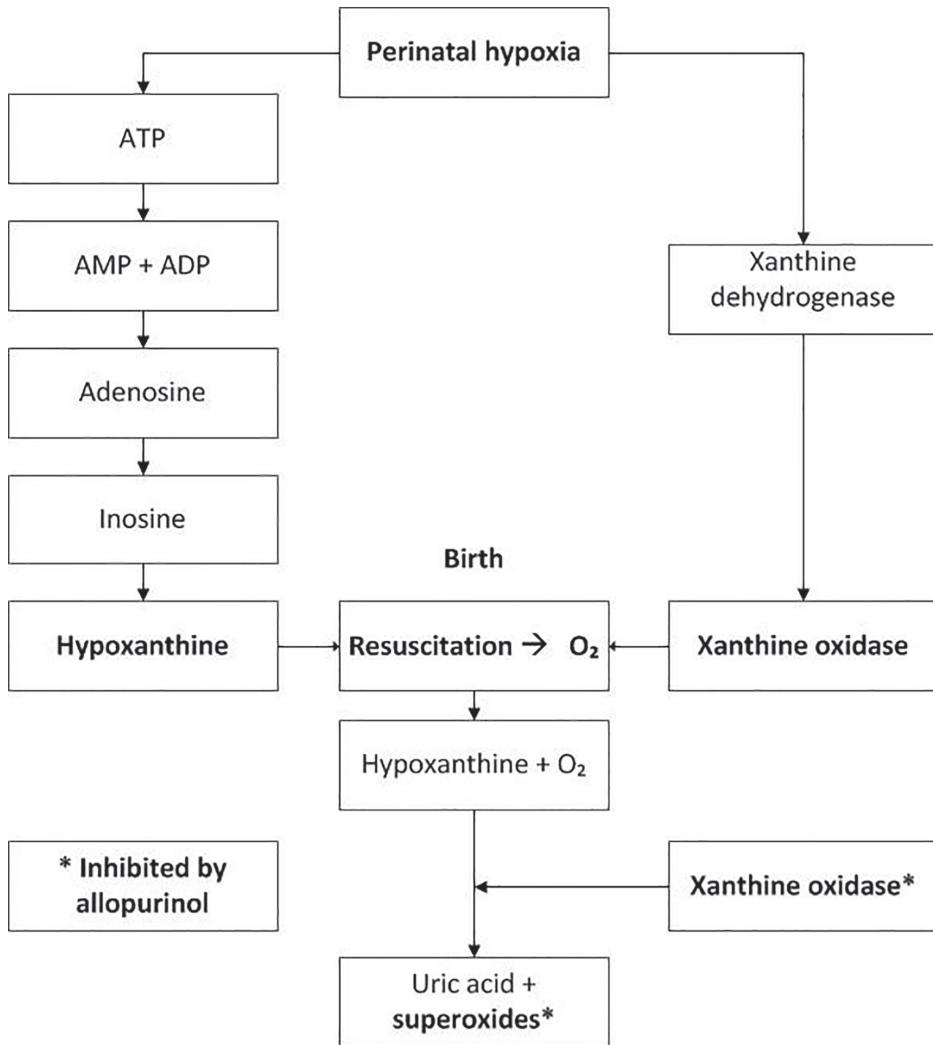 Perinatal hypoxia
ATP
AMP + ADP
Xanthine
dehydrogenase
Adenosine
Inosine
Birth
Hypoxanthine
Resuscitation → O₂
Xanthine oxidase
Hypoxanthine + O₂
* Inhibited by
allopurinol
Xanthine oxidase*
Uric acid +
superoxides*